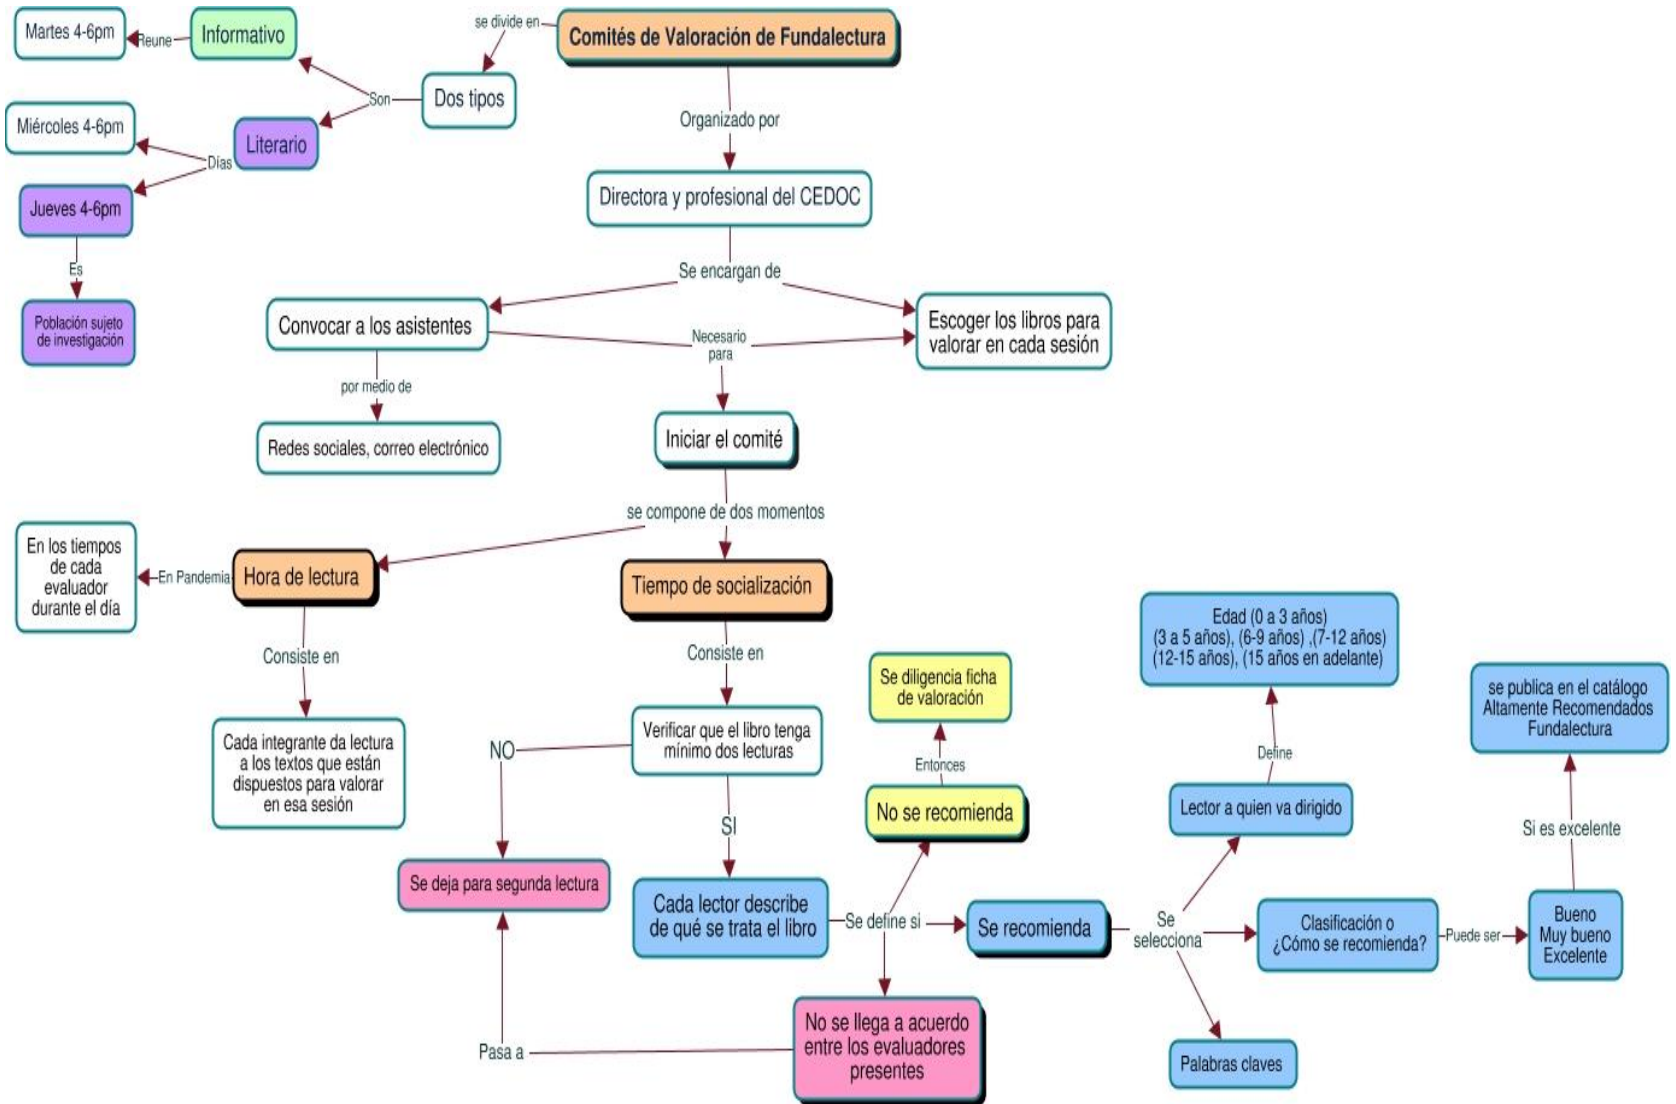 Comités de Valoración de Fundalectura
se divide en
Dos tipos
Son
Informativo
Reune
Martes 4-6pm
Literario
Días
Miércoles 4-6pm
Jueves 4-6pm
Es
Población sujeto
de investigación
Organizado por
Directora y profesional del CEDOC
Se encargan de
Convocar a los asistentes
Escoger los libros para
valorar en cada sesión
Necesario
para
por medio de
Redes sociales, correo electrónico
Iniciar el comité
se compone de dos momentos
Hora de lectura
En Pandemia
En los tiempos
de cada
evaluador
durante el día
Consiste en
Cada integrante da lectura
a los textos que están
dispuestos para valorar
en esa sesión
Tiempo de socialización
Consiste en
Verificar que el libro tenga
mínimo dos lecturas
NO
Se deja para segunda lectura
SI
Cada lector describe
de qué se trata el libro
Se define si
No se recomienda
Entonces
Se diligencia ficha
de valoración
Se recomienda
No se llega a acuerdo
entre los evaluadores
presentes
Pasa a
Se
selecciona
Lector a quien va dirigido
Define
Edad (0 a 3 años)
(3 a 5 años), (6-9 años) ,(7-12 años)
(12-15 años), (15 años en adelante)
Clasificación o
¿Cómo se recomienda?
Puede ser
Bueno
Muy bueno
Excelente
Si es excelente
se publica en el catálogo
Altamente Recomendados
Fundalectura
Palabras claves